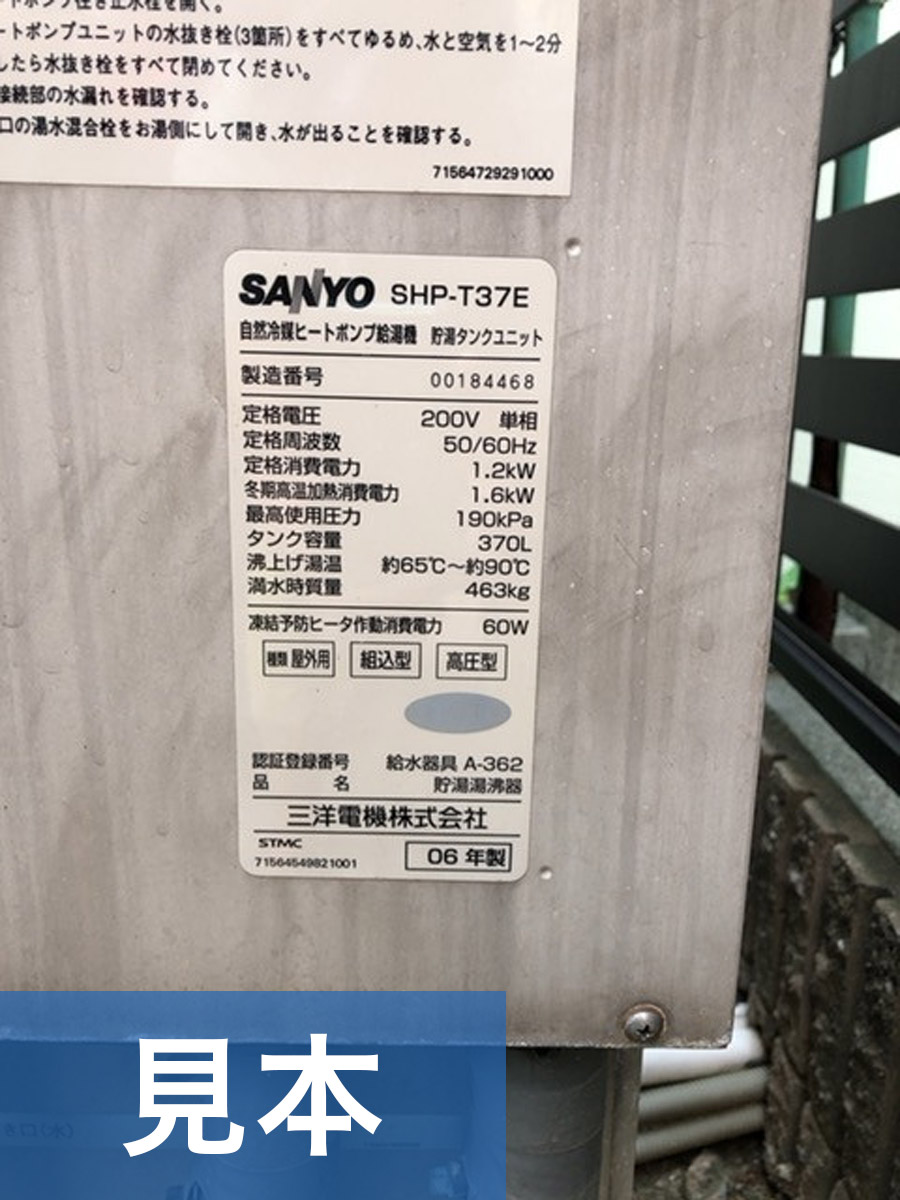 を開く。
ートポンプユニットの水抜き栓(3箇所)をすべてゆるめ、水と空気を1〜2分
したら水抜き栓をすべて閉めてください。
接続部の水漏れを確認する。
口の湯水混合栓をお湯側にして開き、水が出ることを確認する。
71564729291000
SANYO SHP-T37E
自然冷媒ヒートポンプ給湯機 貯湯タンクユニット
製造番号 00184468
定格電圧 200V 単相
定格周波数 50/60Hz
定格消費電力 1.2kW
冬期高温加熱消費電力 1.6kW
最高使用圧力 190kPa
タンク容量 370L
沸上げ湯温 約65℃〜約90℃
満水時質量 463kg
凍結予防ヒータ作動消費電力 60W
種類 屋外用 組込型 高圧型
認証登録番号 給水器具 A-362
品名 貯湯湯沸器
三洋電機株式会社
STMC
71564549821001 06 年製
見本